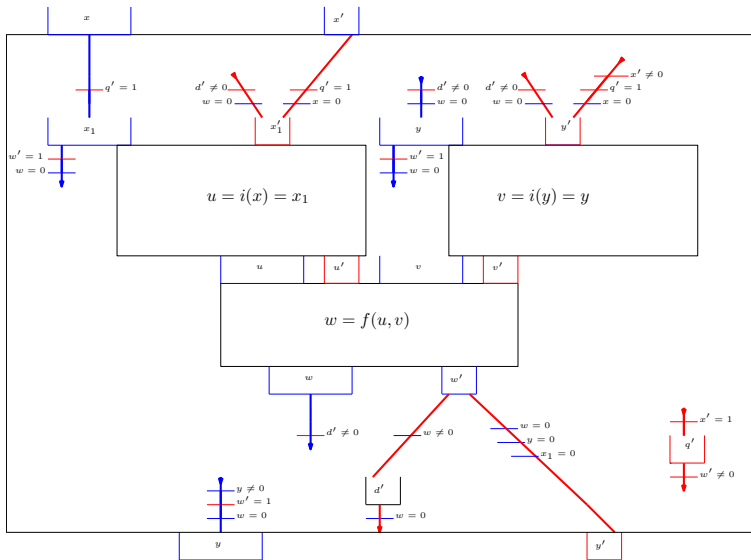 x x′
q′ = 1
d′ ≠ 0 q′ = 1 d′ ≠ 0 d′ ≠ 0 x′ ≠ 0
w = 0 x = 0 w = 0 w = 0 q′ = 1
x = 0
x₁ x′₁ y y′
w′ = 1 w′ = 1
w = 0 w = 0
u = i(x) = x₁ v = i(y) = y
u u′ v v′
w = f(u, v)
w w′
d′ ≠ 0 w ≠ 0 w = 0 x′ = 1
y = 0 q′
x₁ = 0
w′ ≠ 0
y ≠ 0 d′
w′ = 1
w = 0 w = 0
y y′